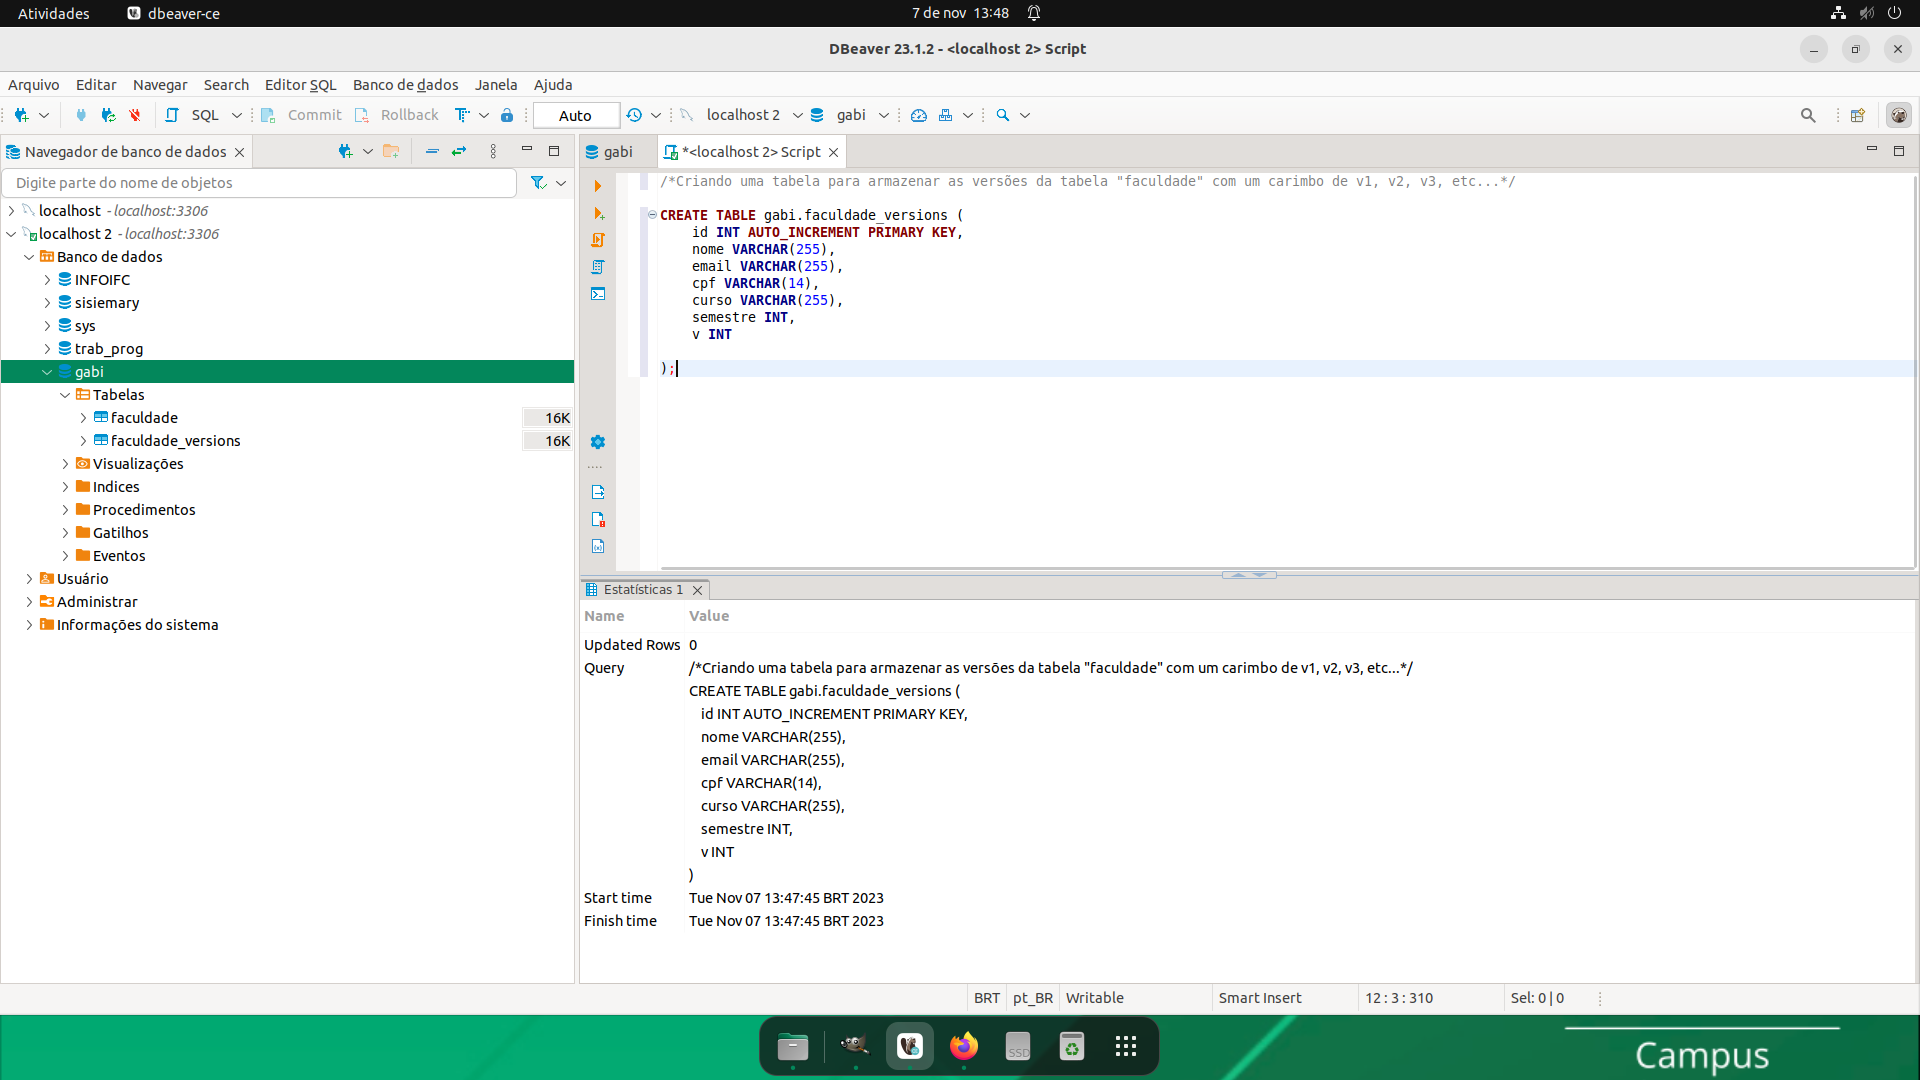 Atividades
dbeaver-ce
7 de nov 13:48
DBeaver 23.1.2 - <localhost 2> Script
Arquivo Editar Navegar Search Editor SQL Banco de dados Janela Ajuda
SQL Commit Rollback Auto localhost 2 gabi
Navegador de banco de dados
Digite parte do nome de objetos
localhost - localhost:3306
localhost 2 - localhost:3306
Banco de dados
INFOIFC
sisiemary
sys
trab_prog
gabi
Tabelas
faculdade 16K
faculdade_versions 16K
Visualizações
Indices
Procedimentos
Gatilhos
Eventos
Usuário
Administrar
Informações do sistema
gabi
*<localhost 2> Script
/*Criando uma tabela para armazenar as versões da tabela "faculdade" com um carimbo de v1, v2, v3, etc...*/
CREATE TABLE gabi.faculdade_versions (
id INT AUTO_INCREMENT PRIMARY KEY,
nome VARCHAR(255),
email VARCHAR(255),
cpf VARCHAR(14),
curso VARCHAR(255),
semestre INT,
v INT
);
Estatísticas 1
Name Value
Updated Rows 0
Query /*Criando uma tabela para armazenar as versões da tabela "faculdade" com um carimbo de v1, v2, v3, etc...*/
CREATE TABLE gabi.faculdade_versions (
id INT AUTO_INCREMENT PRIMARY KEY,
nome VARCHAR(255),
email VARCHAR(255),
cpf VARCHAR(14),
curso VARCHAR(255),
semestre INT,
v INT
)
Start time Tue Nov 07 13:47:45 BRT 2023
Finish time Tue Nov 07 13:47:45 BRT 2023
BRT pt_BR Writable Smart Insert 12 : 3 : 310 Sel: 0 | 0
SSD
Campus